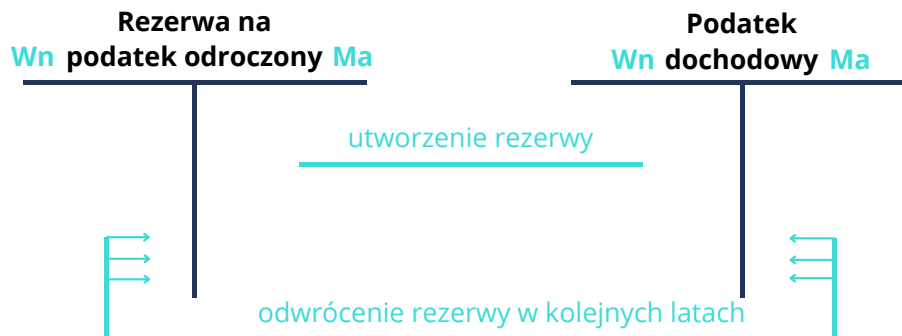 Rezerwa na
Wn podatek odroczony Ma
Podatek
Wn dochodowy Ma
utworzenie rezerwy
odwrócenie rezerwy w kolejnych latach